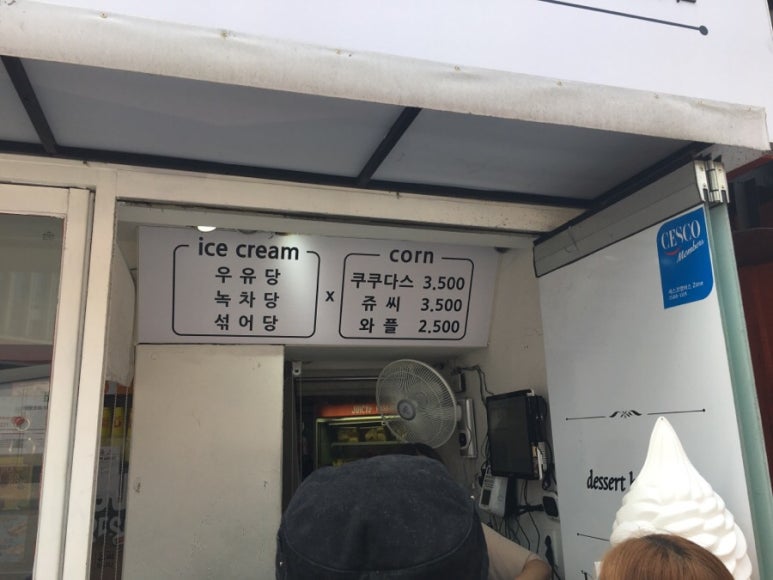 ice cream
우유당
녹차당
섞어당
x
corn
쿠쿠다스 3,500
쥬씨 3,500
와플 2,500
CESCO
Members
dessert